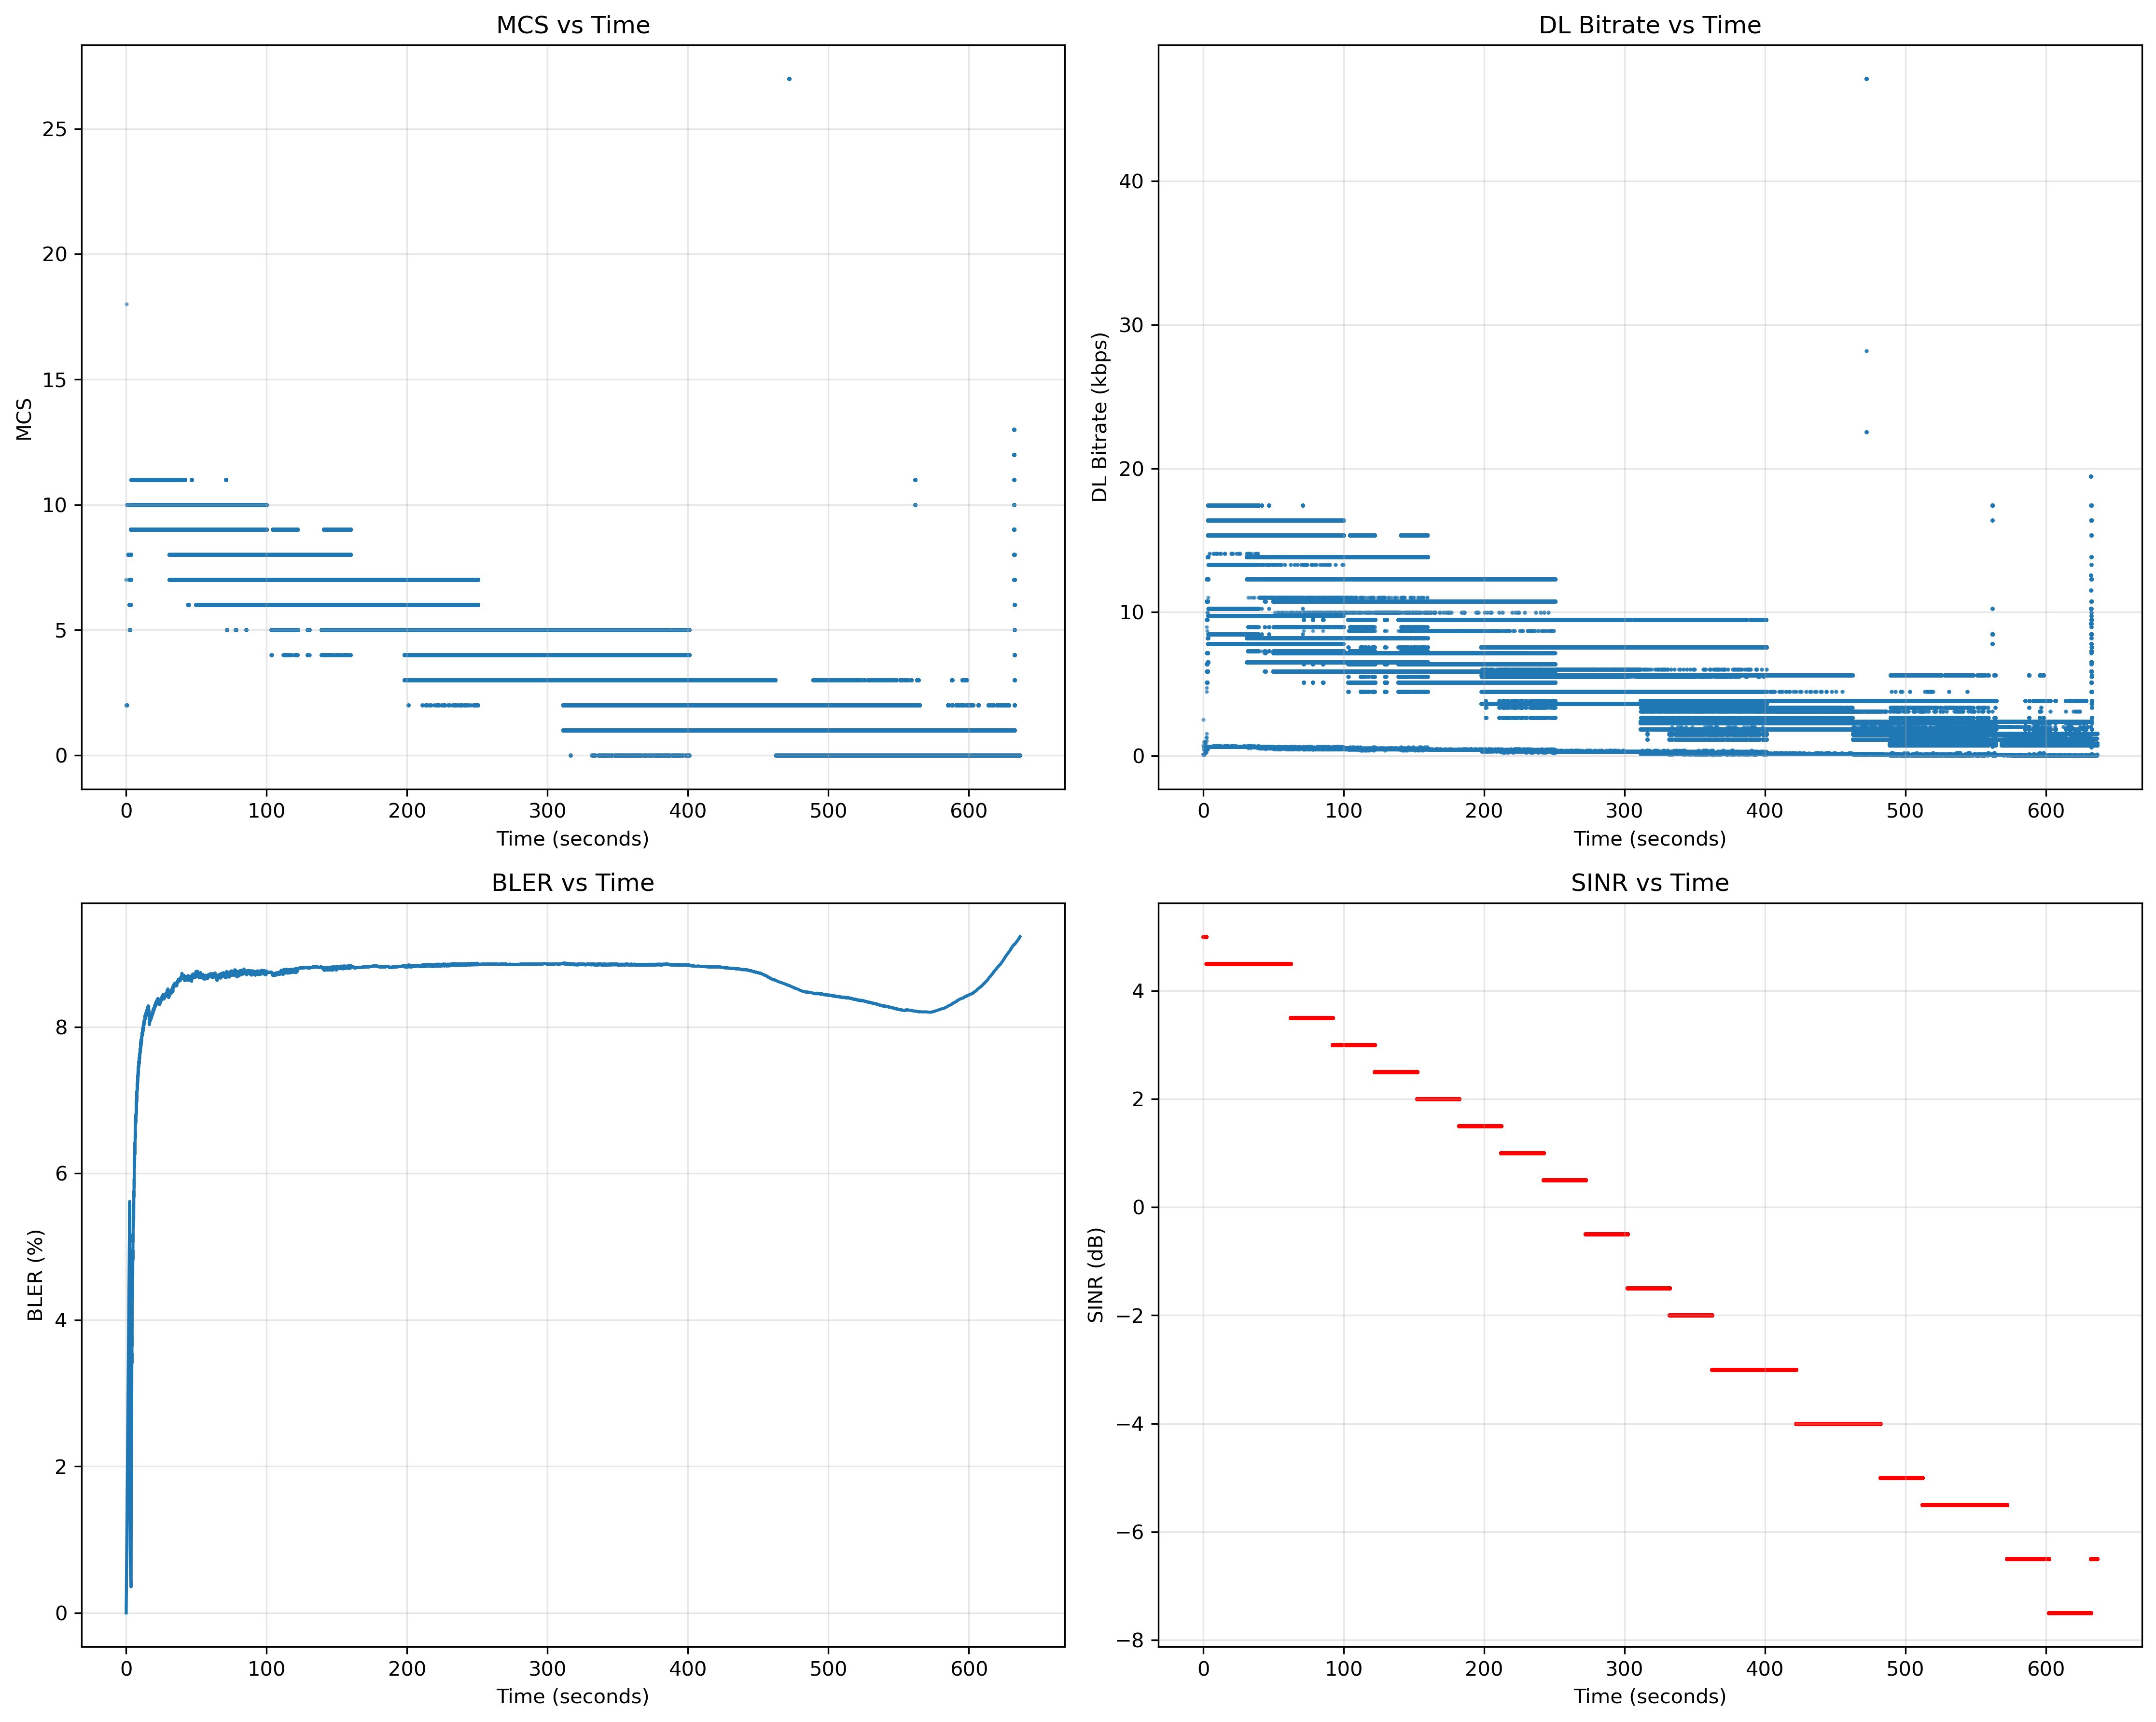 MCS vs Time
MCS
25
20
15
10
5
0
0 100 200 300 400 500 600
Time (seconds)
DL Bitrate vs Time
DL Bitrate (kbps)
40
30
20
10
0
0 100 200 300 400 500 600
Time (seconds)
BLER vs Time
BLER (%)
8
6
4
2
0
0 100 200 300 400 500 600
Time (seconds)
SINR vs Time
SINR (dB)
4
2
0
−2
−4
−6
−8
0 100 200 300 400 500 600
Time (seconds)